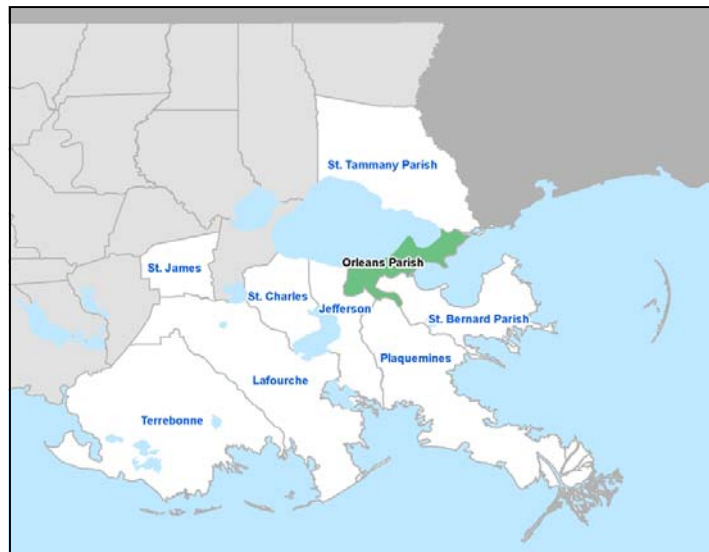 St. Tammany Parish
Orleans Parish
St. James
St. Charles
Jefferson
St. Bernard Parish
Plaquemines
Lafourche
Terrebonne